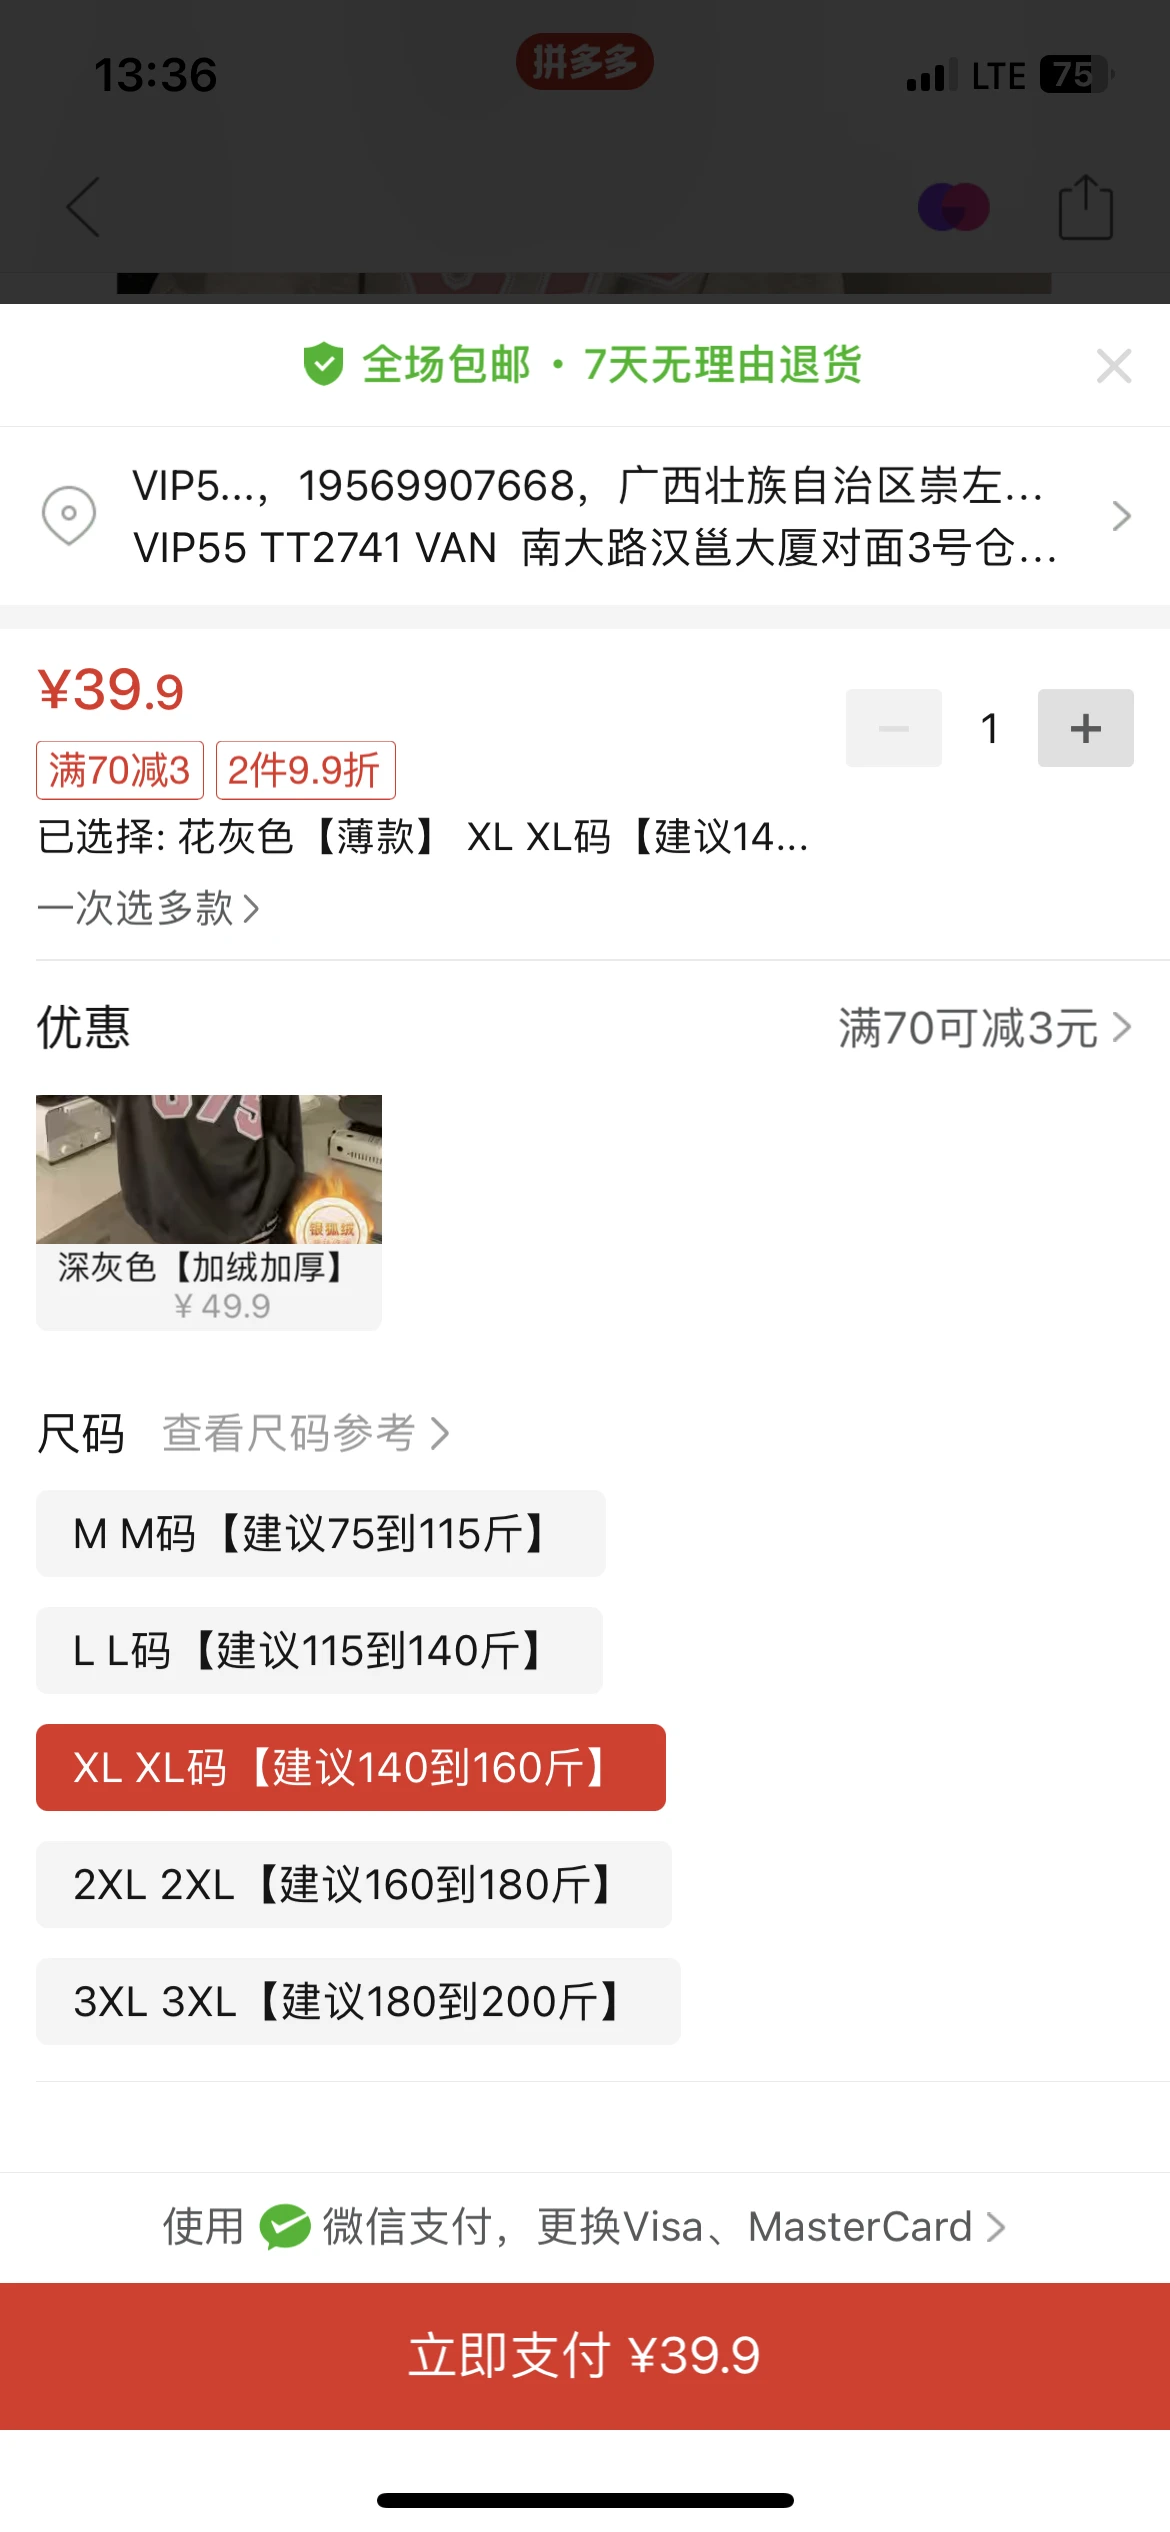 13:36
拼多多
LTE
75
全场包邮 · 7天无理由退货
VIP5...，19569907668，广西壮族自治区崇左...
VIP55 TT2741 VAN 南大路汉邕大厦对面3号仓...
¥39.9
1
满70减3
2件9.9折
已选择: 花灰色【薄款】 XL XL码【建议14...
一次选多款
优惠
满70可减3元
银狐绒
深灰色【加绒加厚】
¥ 49.9
尺码 查看尺码参考
M M码【建议75到115斤】
L L码【建议115到140斤】
XL XL码【建议140到160斤】
2XL 2XL【建议160到180斤】
3XL 3XL【建议180到200斤】
使用 微信支付，更换Visa、MasterCard
立即支付 ¥39.9